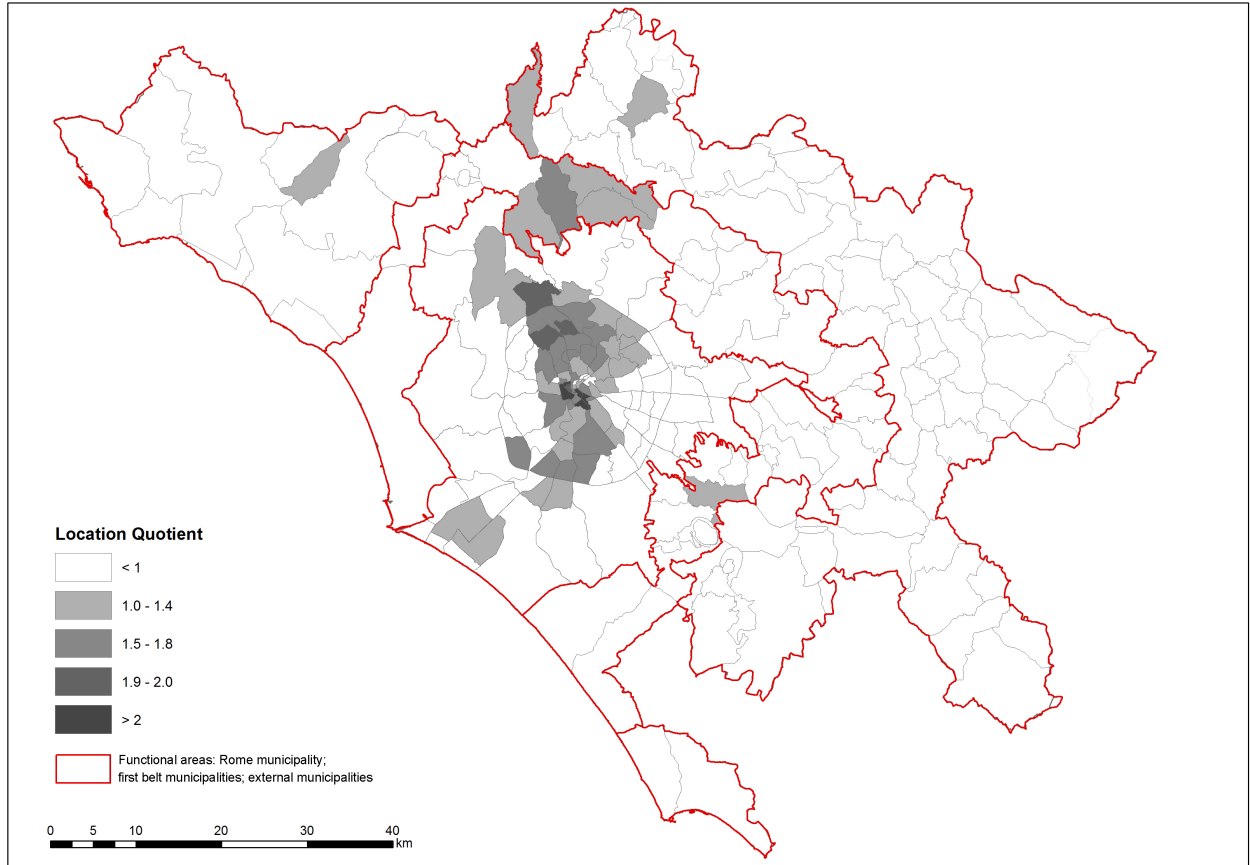 Location Quotient
< 1
1.0 - 1.4
1.5 - 1.8
1.9 - 2.0
> 2
Functional areas: Rome municipality;
first belt municipalities; external municipalities
0 5 10 20 30 40
km